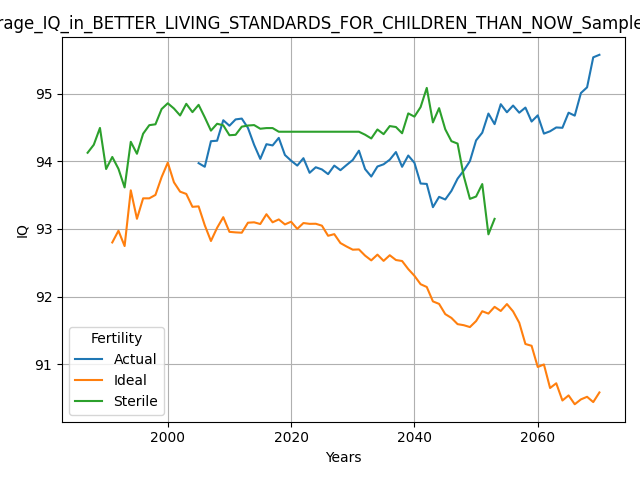 rage_IQ_in_BETTER_LIVING_STANDARDS_FOR_CHILDREN_THAN_NOW_Sample
IQ
95
94
93
92
91
Fertility
Actual
Ideal
Sterile
2000 2020 2040 2060
Years